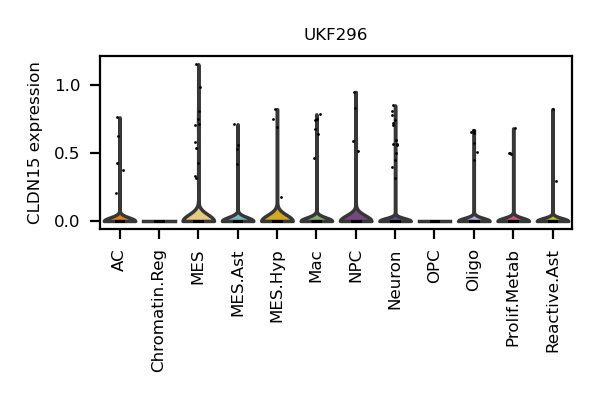 UKF296
CLDN15 expression
1.0
0.5
0.0
AC
Chromatin.Reg
MES
MES.Ast
MES.Hyp
Mac
NPC
Neuron
OPC
Oligo
Prolif.Metab
Reactive.Ast